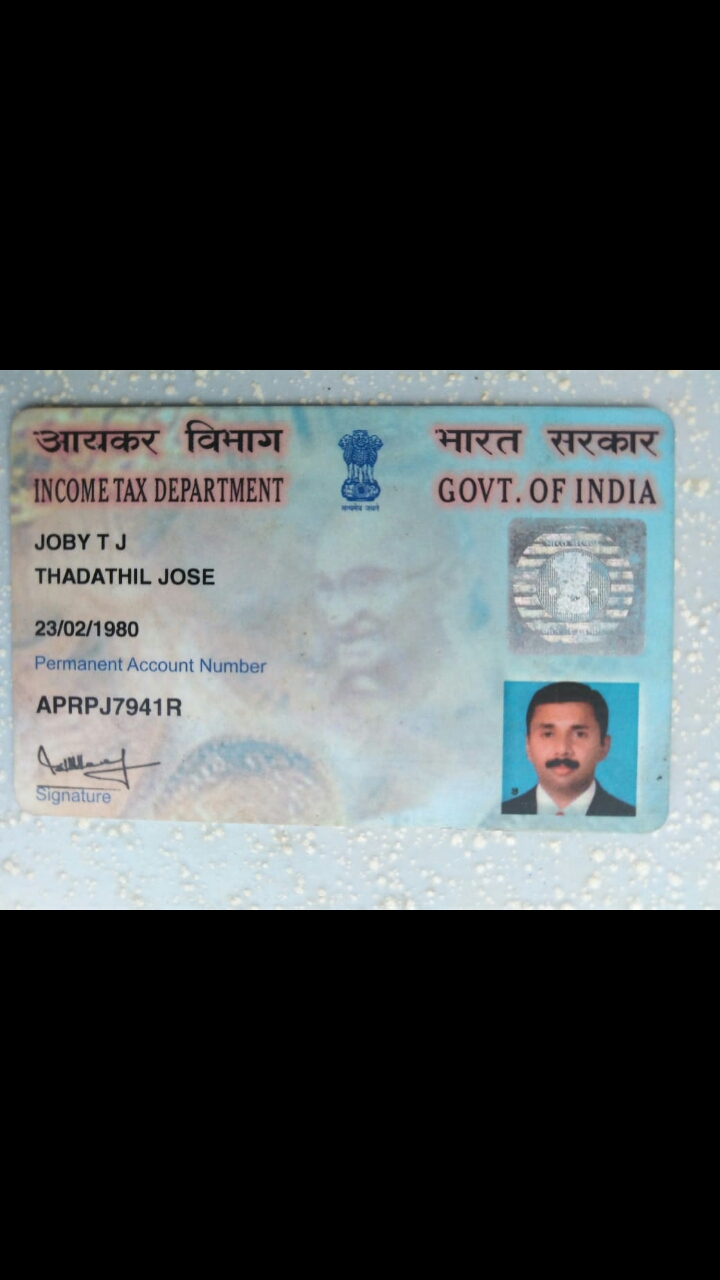 आयकर विभाग
भारत सरकार
INCOME TAX DEPARTMENT
GOVT. OF INDIA
सत्यमेव जयते
JOBY T J
THADATHIL JOSE
23/02/1980
Permanent Account Number
APRPJ7941R
Signature